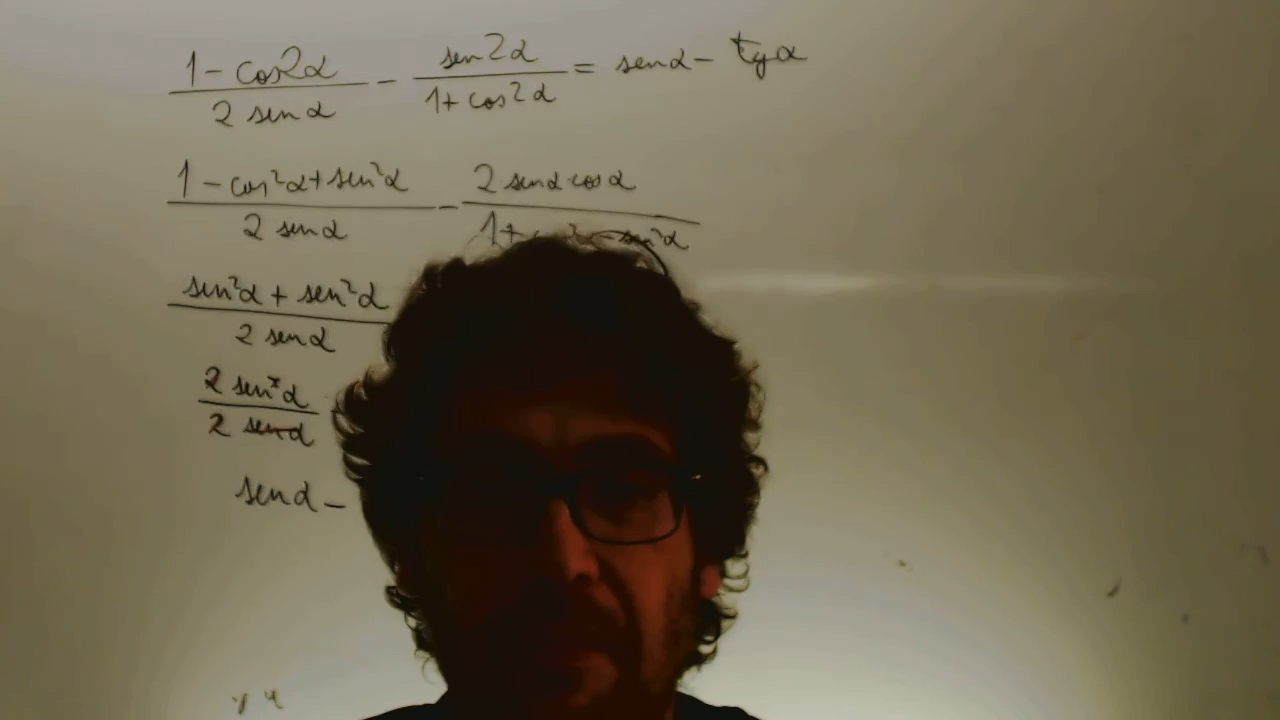 1 - cos2α / 2 senα - sen2α / 1 + cos2α = senα - tgα
1 - cos²α + sen²α / 2 senα - 2 senα cosα / 1 + sen²α
sen²α + sen²α / 2 senα
2 sen²α / 2 senα
senα -